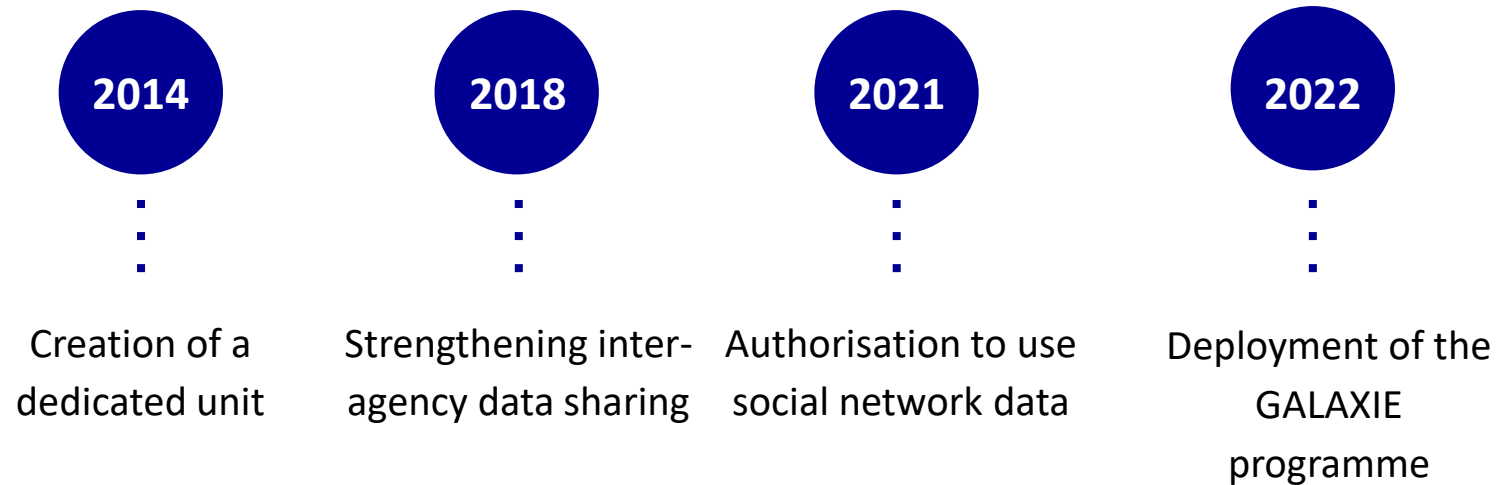 2014
Creation of a
dedicated unit
2018
Strengthening inter-
agency data sharing
2021
Authorisation to use
social network data
2022
Deployment of the
GALAXIE
programme